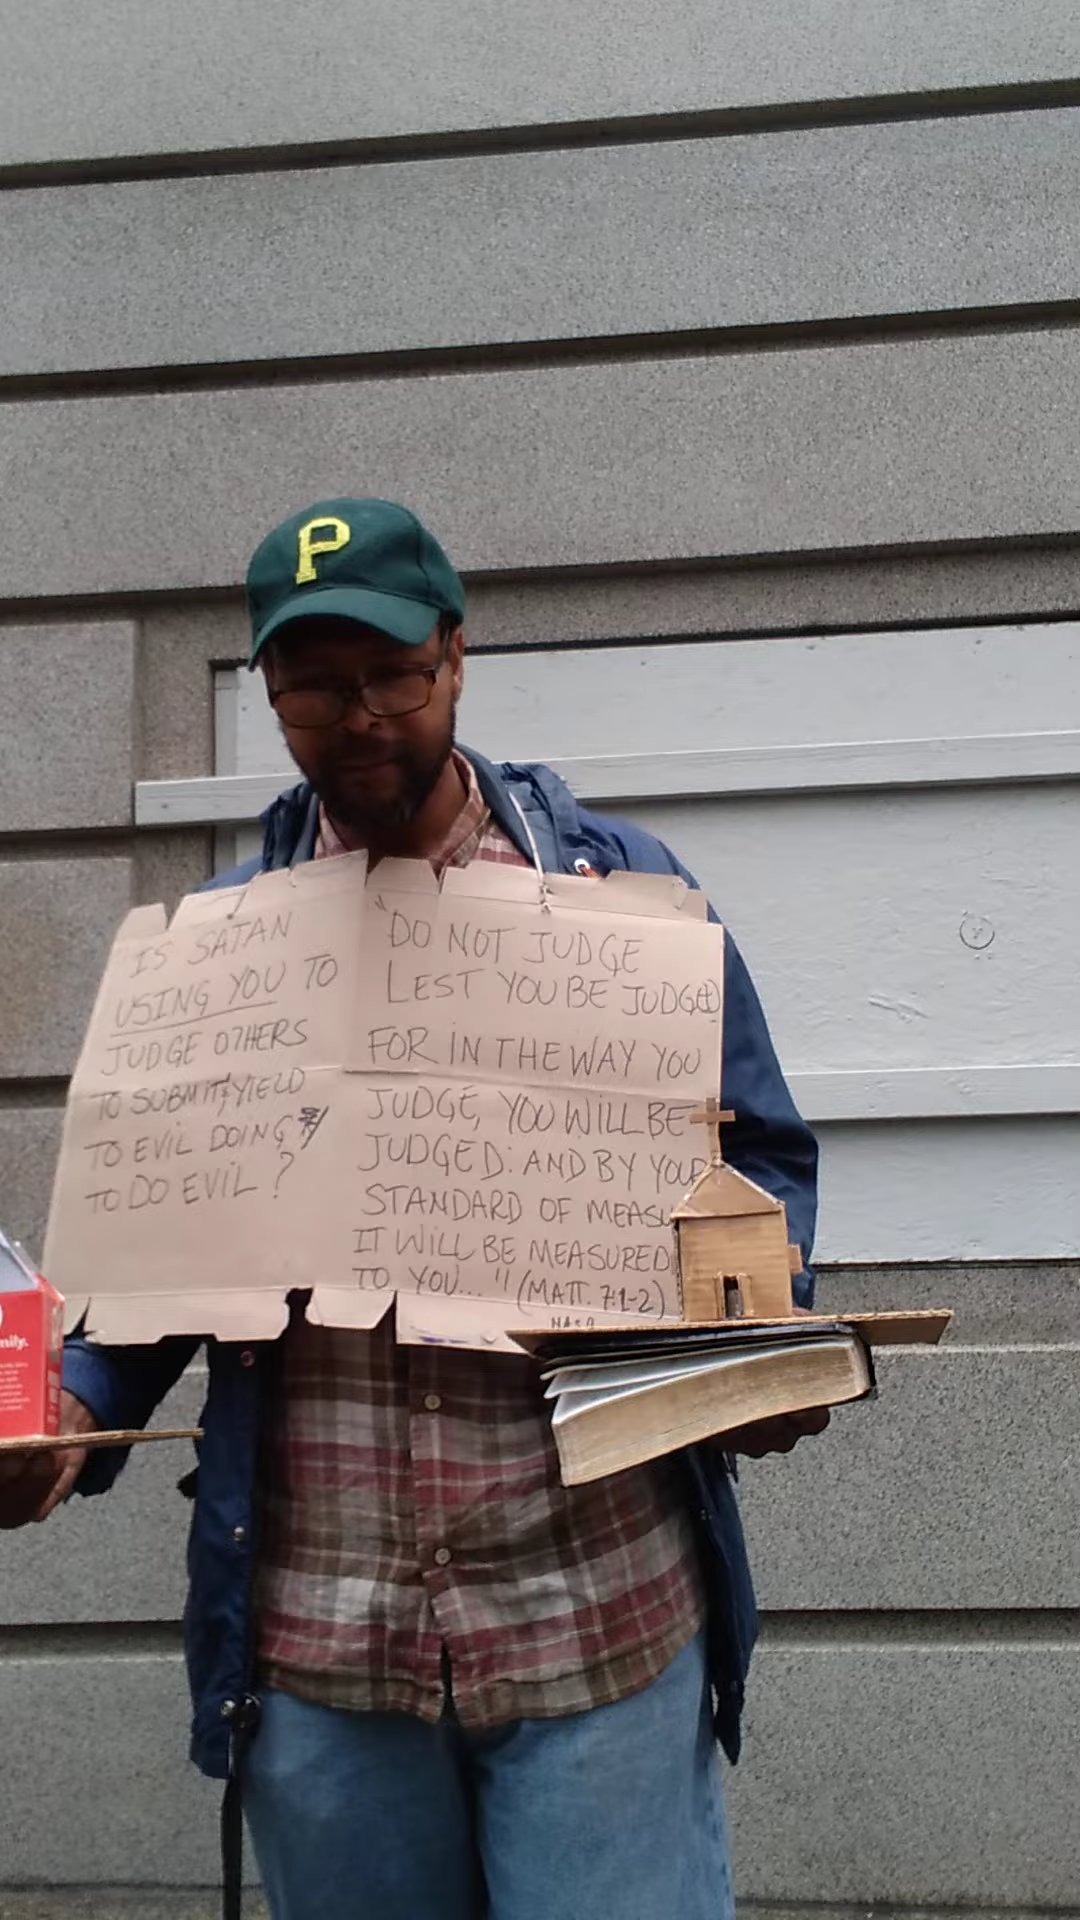 P
IS SATAN
USING YOU TO
JUDGE OTHERS
TO SUBMIT & YIELD
TO EVIL DOING
TO DO EVIL?
"DO NOT JUDGE
LEST YOU BE JUDGED
FOR IN THE WAY YOU
JUDGE, YOU WILL BE
JUDGED: AND BY YOUR
STANDARD OF MEASU
IT WILL BE MEASURED
TO YOU..." (MATT. 7:1-2)
mily.